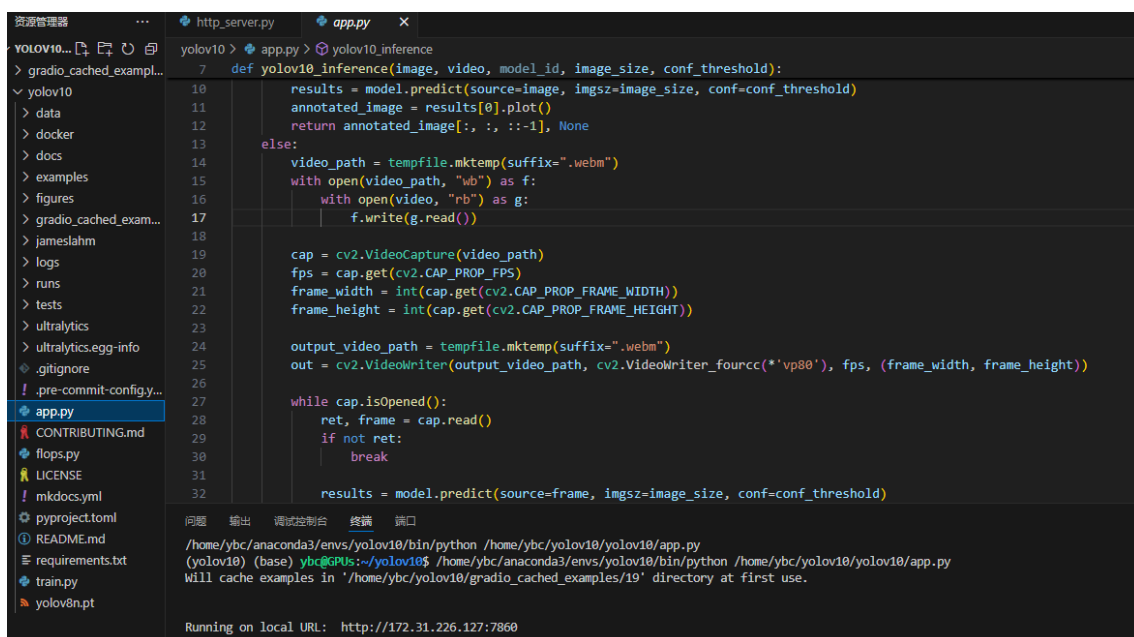 资源管理器 ···
YOLOV10...
gradio_cached_exampl...
yolov10
data
docker
docs
examples
figures
gradio_cached_exam...
jameslahm
logs
runs
tests
ultralytics
ultralytics.egg-info
.gitignore
.pre-commit-config.y...
app.py
CONTRIBUTING.md
flops.py
LICENSE
mkdocs.yml
pyproject.toml
README.md
requirements.txt
train.py
yolov8n.pt
http_server.py app.py
yolov10 > app.py > yolov10_inference
7 def yolov10_inference(image, video, model_id, image_size, conf_threshold):
10 results = model.predict(source=image, imgsz=image_size, conf=conf_threshold)
11 annotated_image = results[0].plot()
12 return annotated_image[:, :, ::-1], None
13 else:
14 video_path = tempfile.mktemp(suffix=".webm")
15 with open(video_path, "wb") as f:
16 with open(video, "rb") as g:
17 f.write(g.read())
18
19 cap = cv2.VideoCapture(video_path)
20 fps = cap.get(cv2.CAP_PROP_FPS)
21 frame_width = int(cap.get(cv2.CAP_PROP_FRAME_WIDTH))
22 frame_height = int(cap.get(cv2.CAP_PROP_FRAME_HEIGHT))
23
24 output_video_path = tempfile.mktemp(suffix=".webm")
25 out = cv2.VideoWriter(output_video_path, cv2.VideoWriter_fourcc(*'vp80'), fps, (frame_width, frame_height))
26
27 while cap.isOpened():
28 ret, frame = cap.read()
29 if not ret:
30 break
31
32 results = model.predict(source=frame, imgsz=image_size, conf=conf_threshold)
问题 输出 调试控制台 终端 端口
/home/ybc/anaconda3/envs/yolov10/bin/python /home/ybc/yolov10/yolov10/app.py
(yolov10) (base) ybc@GPUs:~/yolov10$ /home/ybc/anaconda3/envs/yolov10/bin/python /home/ybc/yolov10/yolov10/app.py
Will cache examples in '/home/ybc/yolov10/gradio_cached_examples/19' directory at first use.
Running on local URL: http://172.31.226.127:7860